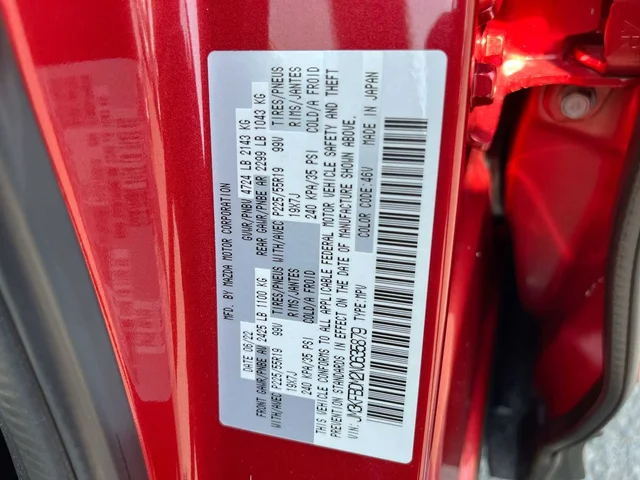 MFD. BY MAZDA MOTOR CORPORATION
DATE: 06/22 GVWR/PNBV 4724 LB 2143 KG
FRONT GAWR/PNBE AV 2425 LB 1100 KG REAR GAWR/PNBE AR 2299 LB 1043 KG
WITH/AVEC P225/55R19 99V TIRES/PNEUS WITH/AVEC P225/55R19 99V TIRES/PNEUS
19X7J RIMS/JANTES 19X7J RIMS/JANTES
240 KPA/35 PSI COLD/A FROID 240 KPA/35 PSI COLD/A FROID
THIS VEHICLE CONFORMS TO ALL APPLICABLE FEDERAL MOTOR VEHICLE SAFETY AND THEFT
PREVENTION STANDARDS IN EFFECT ON THE DATE OF MANUFACTURE SHOWN ABOVE.
VIN: TYPE:MPV COLOR CODE:46V MADE IN JAPAN